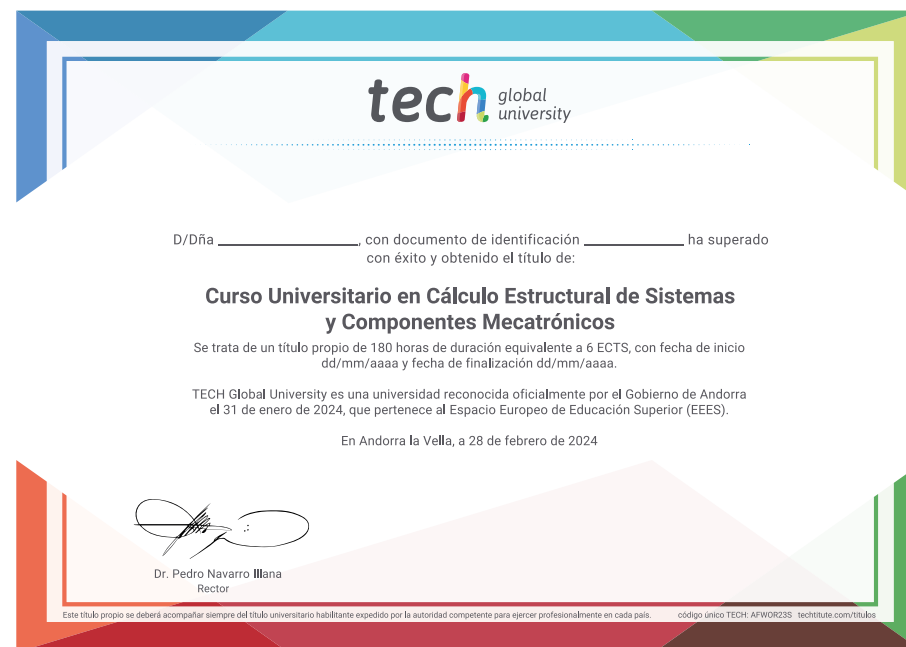 tech global university
D/Dña ______________, con documento de identificación __________ ha superado
con éxito y obtenido el título de:
Curso Universitario en Cálculo Estructural de Sistemas
y Componentes Mecatrónicos
Se trata de un título propio de 180 horas de duración equivalente a 6 ECTS, con fecha de inicio
dd/mm/aaaa y fecha de finalización dd/mm/aaaa.
TECH Global University es una universidad reconocida oficialmente por el Gobierno de Andorra
el 31 de enero de 2024, que pertenece al Espacio Europeo de Educación Superior (EEES).
En Andorra la Vella, a 28 de febrero de 2024
Dr. Pedro Navarro Illana
Rector
Este título propio se deberá acompañar siempre del título universitario habilitante expedido por la autoridad competente para ejercer profesionalmente en cada país. código único TECH: AFWOR23S techtitute.com/titulos